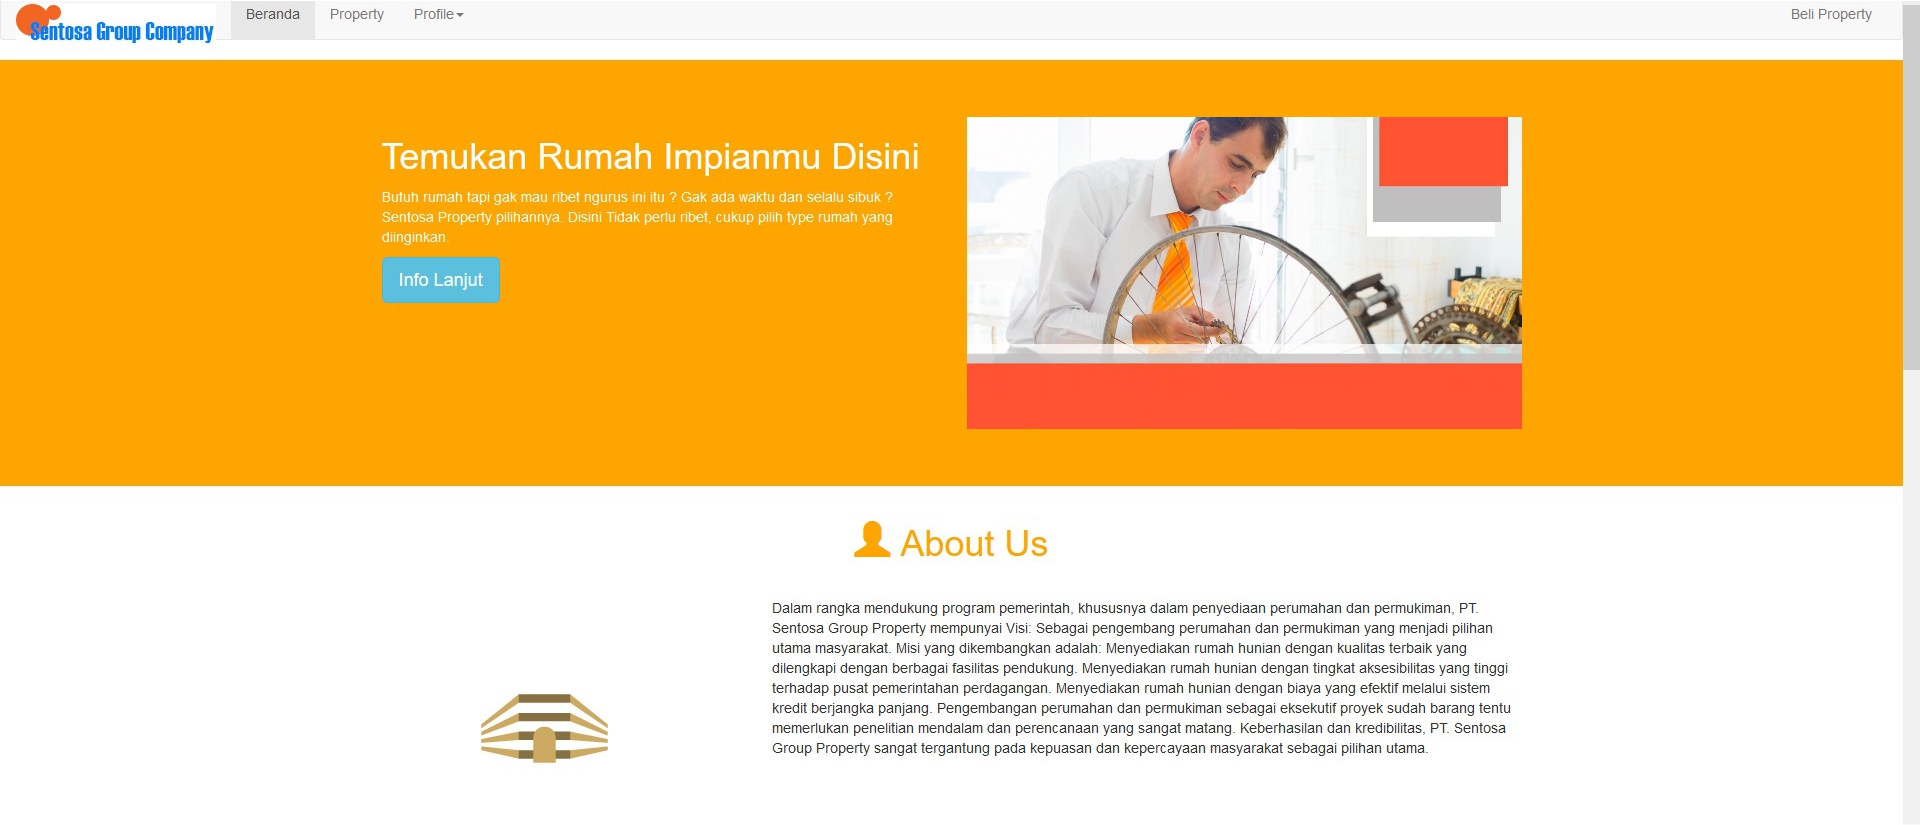 Sentosa Group Company
Beranda
Property
Profile
Beli Property
Temukan Rumah Impianmu Disini
Butuh rumah tapi gak mau ribet ngurus ini itu ? Gak ada waktu dan selalu sibuk ?
Sentosa Property pilihannya. Disini Tidak perlu ribet, cukup pilih type rumah yang
diinginkan.
Info Lanjut
About Us
Dalam rangka mendukung program pemerintah, khususnya dalam penyediaan perumahan dan permukiman, PT.
Sentosa Group Property mempunyai Visi: Sebagai pengembang perumahan dan permukiman yang menjadi pilihan
utama masyarakat. Misi yang dikembangkan adalah: Menyediakan rumah hunian dengan kualitas terbaik yang
dilengkapi dengan berbagai fasilitas pendukung. Menyediakan rumah hunian dengan tingkat aksesibilitas yang tinggi
terhadap pusat pemerintahan perdagangan. Menyediakan rumah hunian dengan biaya yang efektif melalui sistem
kredit berjangka panjang. Pengembangan perumahan dan permukiman sebagai eksekutif proyek sudah barang tentu
memerlukan penelitian mendalam dan perencanaan yang sangat matang. Keberhasilan dan kredibilitas, PT. Sentosa
Group Property sangat tergantung pada kepuasan dan kepercayaan masyarakat sebagai pilihan utama.